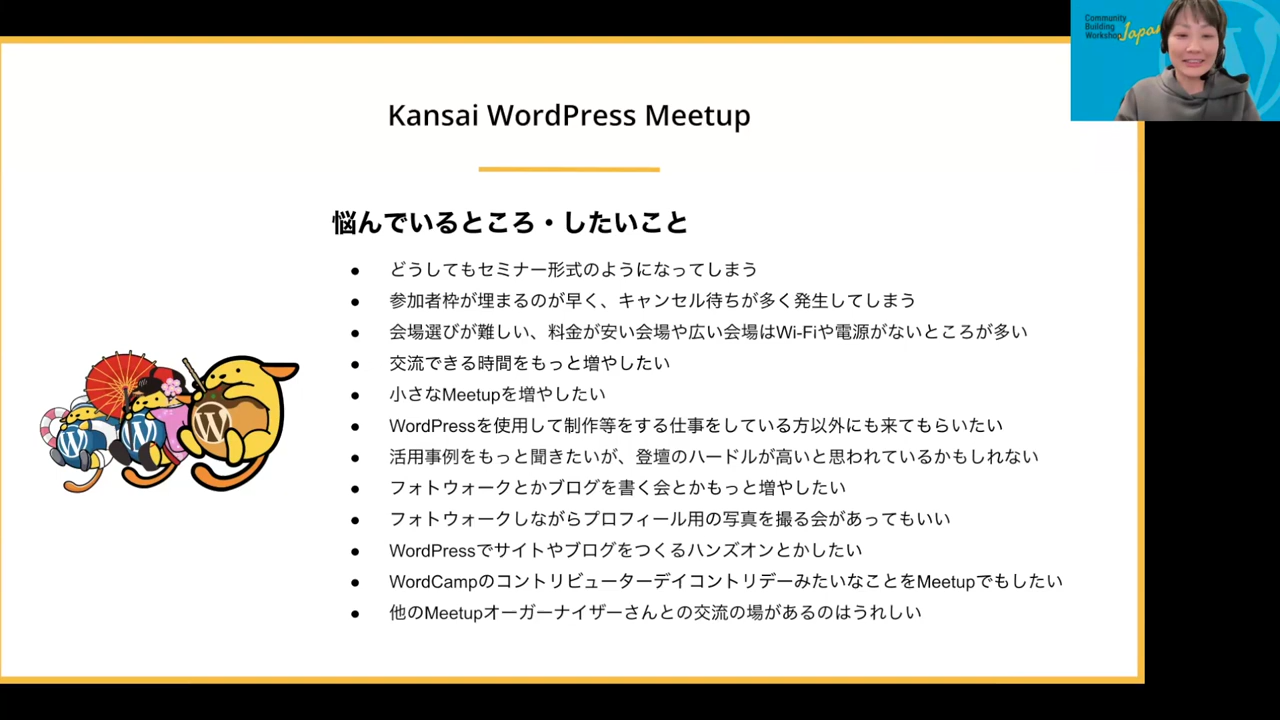 Community
Building
Workshop
Japan
Kansai WordPress Meetup
悩んでいるところ・したいこと
● どうしてもセミナー形式のようになってしまう
● 参加者枠が埋まるのが早く、キャンセル待ちが多く発生してしまう
● 会場選びが難しい、料金が安い会場や広い会場はWi-Fiや電源がないところが多い
● 交流できる時間をもっと増やしたい
● 小さなMeetupを増やしたい
● WordPressを使用して制作等をする仕事をしている方以外にも来てもらいたい
● 活用事例をもっと聞きたいが、登壇のハードルが高いと思われているかもしれない
● フォトウォークとかブログを書く会とかもっと増やしたい
● フォトウォークしながらプロフィール用の写真を撮る会があってもいい
● WordPressでサイトやブログをつくるハンズオンとかしたい
● WordCampのコントリビューターデイコントリデーみたいなことをMeetupでもしたい
● 他のMeetupオーガーナイザーさんとの交流の場があるのはうれしい